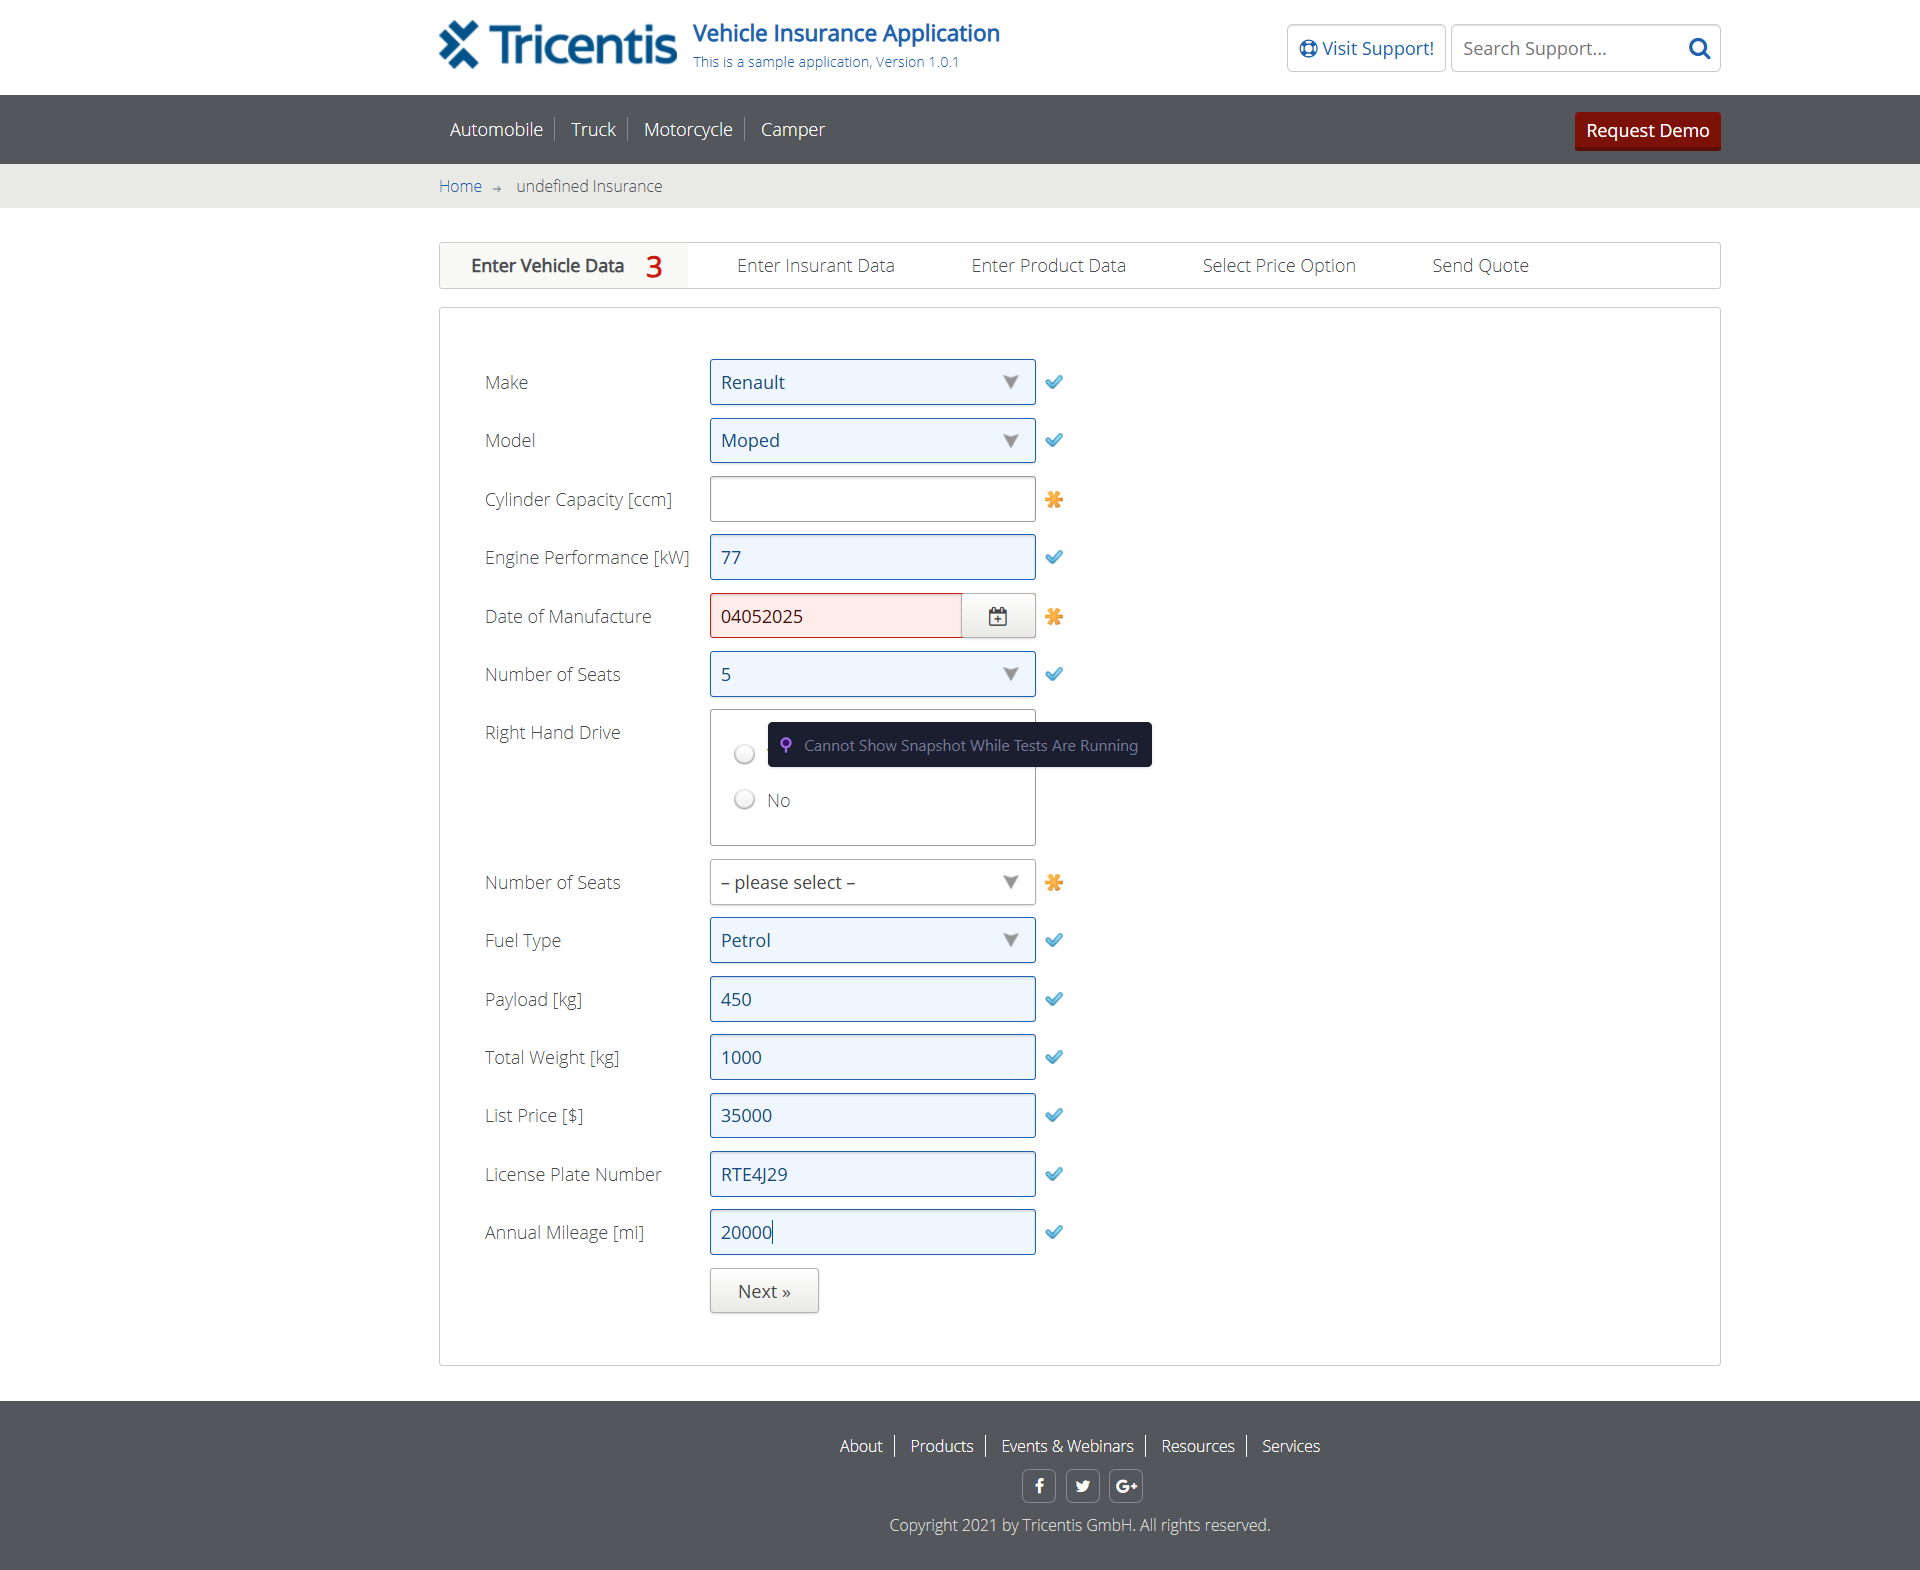 Tricentis
Vehicle Insurance Application
This is a sample application, Version 1.0.1
Visit Support!
Search Support...
Automobile
Truck
Motorcycle
Camper
Request Demo
Home
undefined Insurance
Enter Vehicle Data 3
Enter Insurant Data
Enter Product Data
Select Price Option
Send Quote
Make
Renault
Model
Moped
Cylinder Capacity [ccm]
Engine Performance [kW]
77
Date of Manufacture
04052025
Number of Seats
5
Right Hand Drive
Cannot Show Snapshot While Tests Are Running
No
Number of Seats
– please select –
Fuel Type
Petrol
Payload [kg]
450
Total Weight [kg]
1000
List Price [$]
35000
License Plate Number
RTE4J29
Annual Mileage [mi]
20000
Next »
About
Products
Events & Webinars
Resources
Services
Copyright 2021 by Tricentis GmbH. All rights reserved.